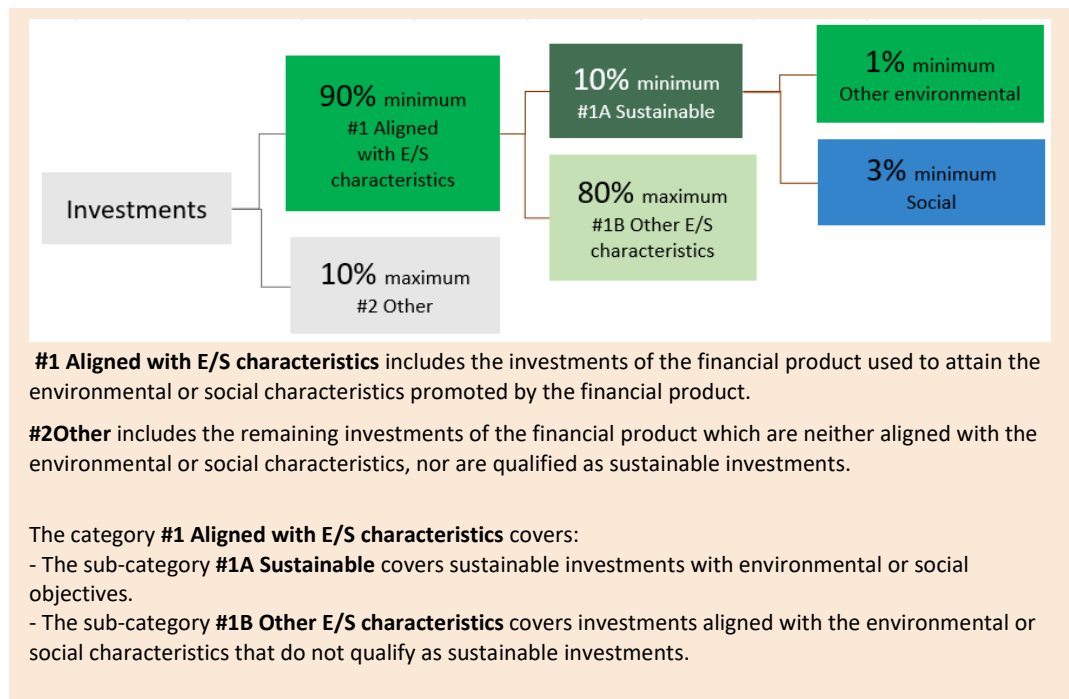 90% minimum
#1 Aligned
with E/S
characteristics
10% minimum
#1A Sustainable
1% minimum
Other environmental
Investments
80% maximum
#1B Other E/S
characteristics
3% minimum
Social
10% maximum
#2 Other
#1 Aligned with E/S characteristics includes the investments of the financial product used to attain the
environmental or social characteristics promoted by the financial product.
#2Other includes the remaining investments of the financial product which are neither aligned with the
environmental or social characteristics, nor are qualified as sustainable investments.
The category #1 Aligned with E/S characteristics covers:
- The sub-category #1A Sustainable covers sustainable investments with environmental or social
objectives.
- The sub-category #1B Other E/S characteristics covers investments aligned with the environmental or
social characteristics that do not qualify as sustainable investments.